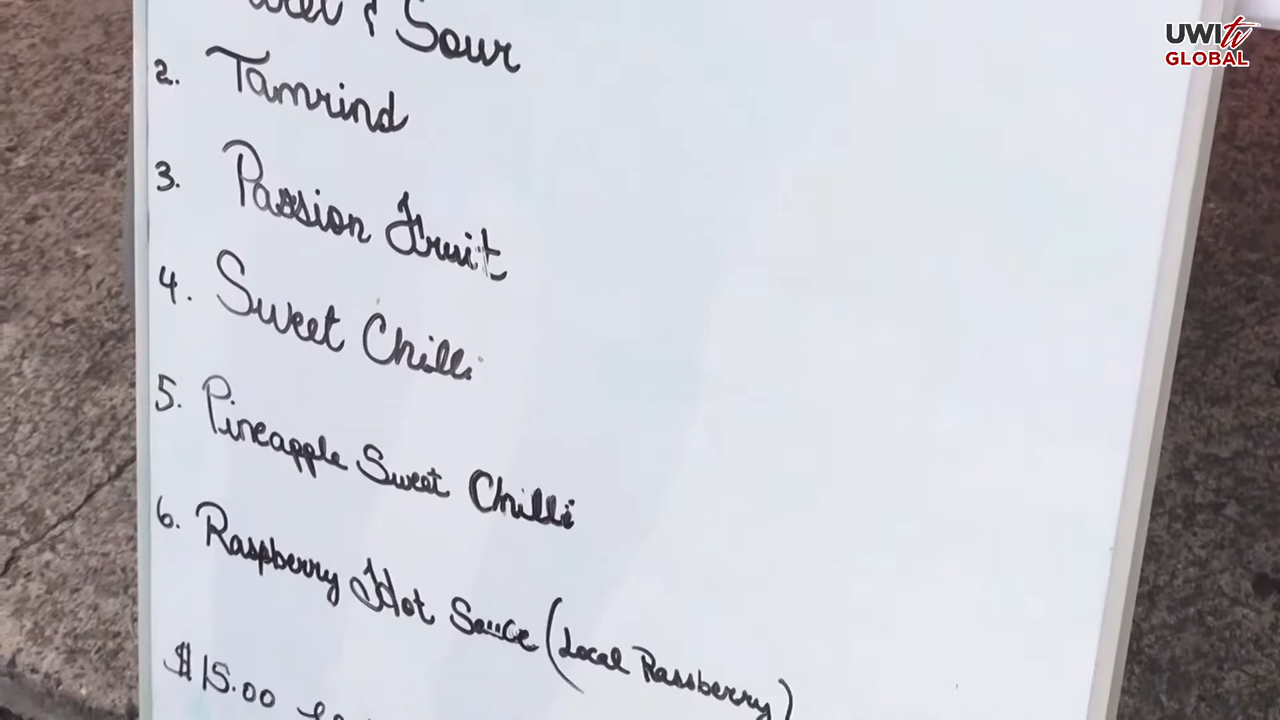 & Sour
2. Tamrind
3. Passion Fruit
4. Sweet Chilli
5. Pineapple Sweet Chilli
6. Raspberry Hot Sauce (Local Rassberry)
$15.00
UWItv
GLOBAL